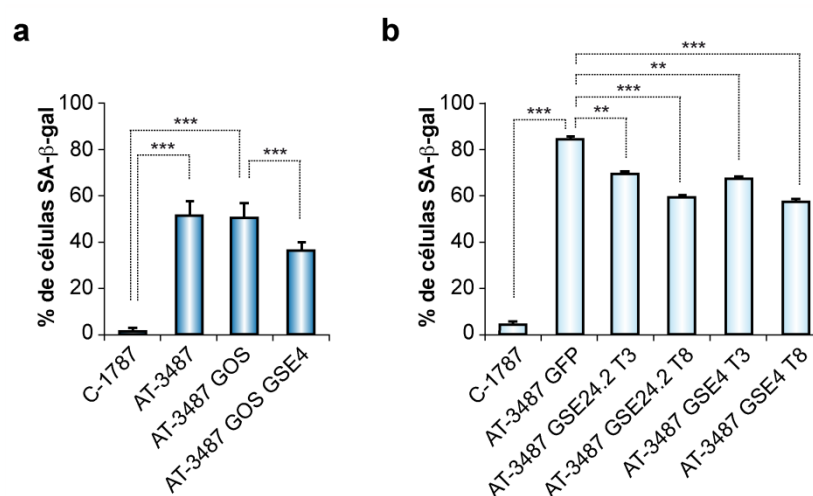 a
% de células SA-β-gal
100
80
60
40
20
0
***
***
***
C-1787
AT-3487
AT-3487 GOS
AT-3487 GOS GSE4
b
% de células SA-β-gal
100
80
60
40
20
0
***
**
***
**
***
C-1787
AT-3487 GFP
AT-3487 GSE24.2 T3
AT-3487 GSE24.2 T8
AT-3487 GSE4 T3
AT-3487 GSE4 T8